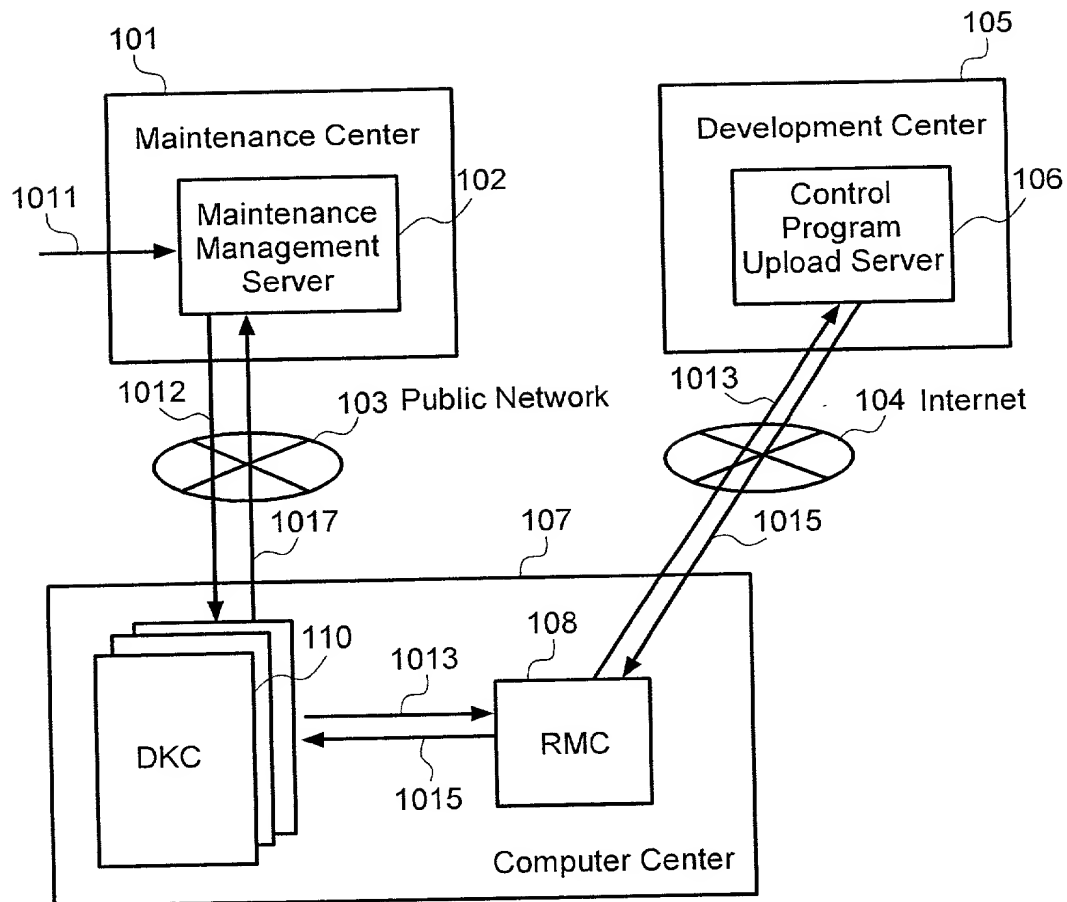 101
105
Maintenance Center
Development Center
102
106
1011
Maintenance
Management
Server
Control
Program
Upload Server
1012
103 Public Network
1013
104 Internet
1017
107
1015
110
108
1013
DKC
RMC
1015
Computer Center